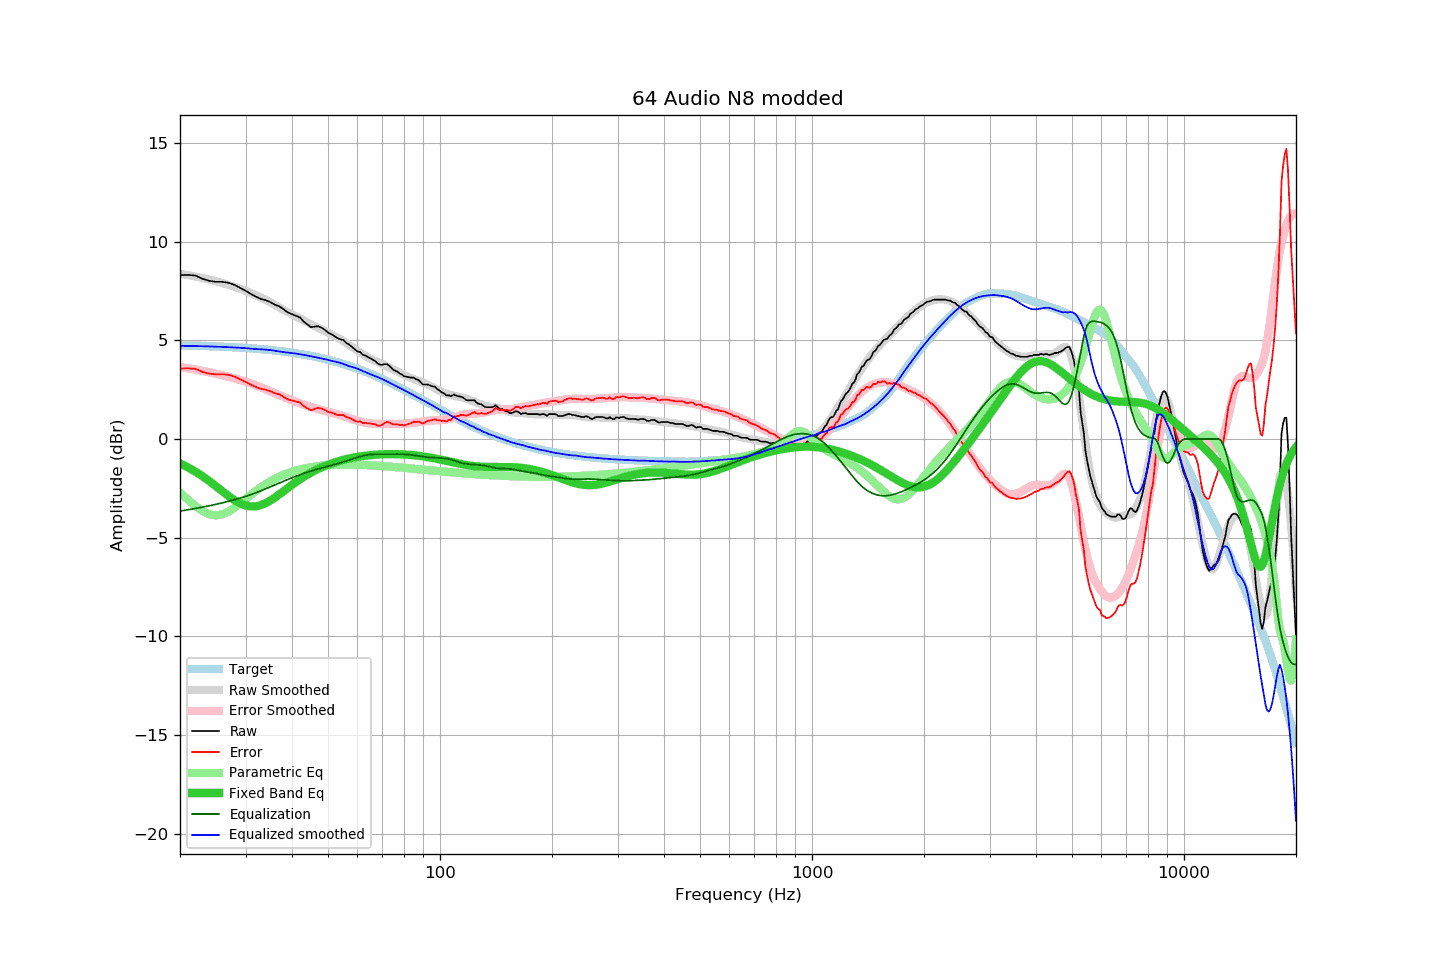 64 Audio N8 modded
15
10
5
0
−5
−10
−15
−20
Amplitude (dBr)
Target
Raw Smoothed
Error Smoothed
Raw
Error
Parametric Eq
Fixed Band Eq
Equalization
Equalized smoothed
100 1000 10000
Frequency (Hz)